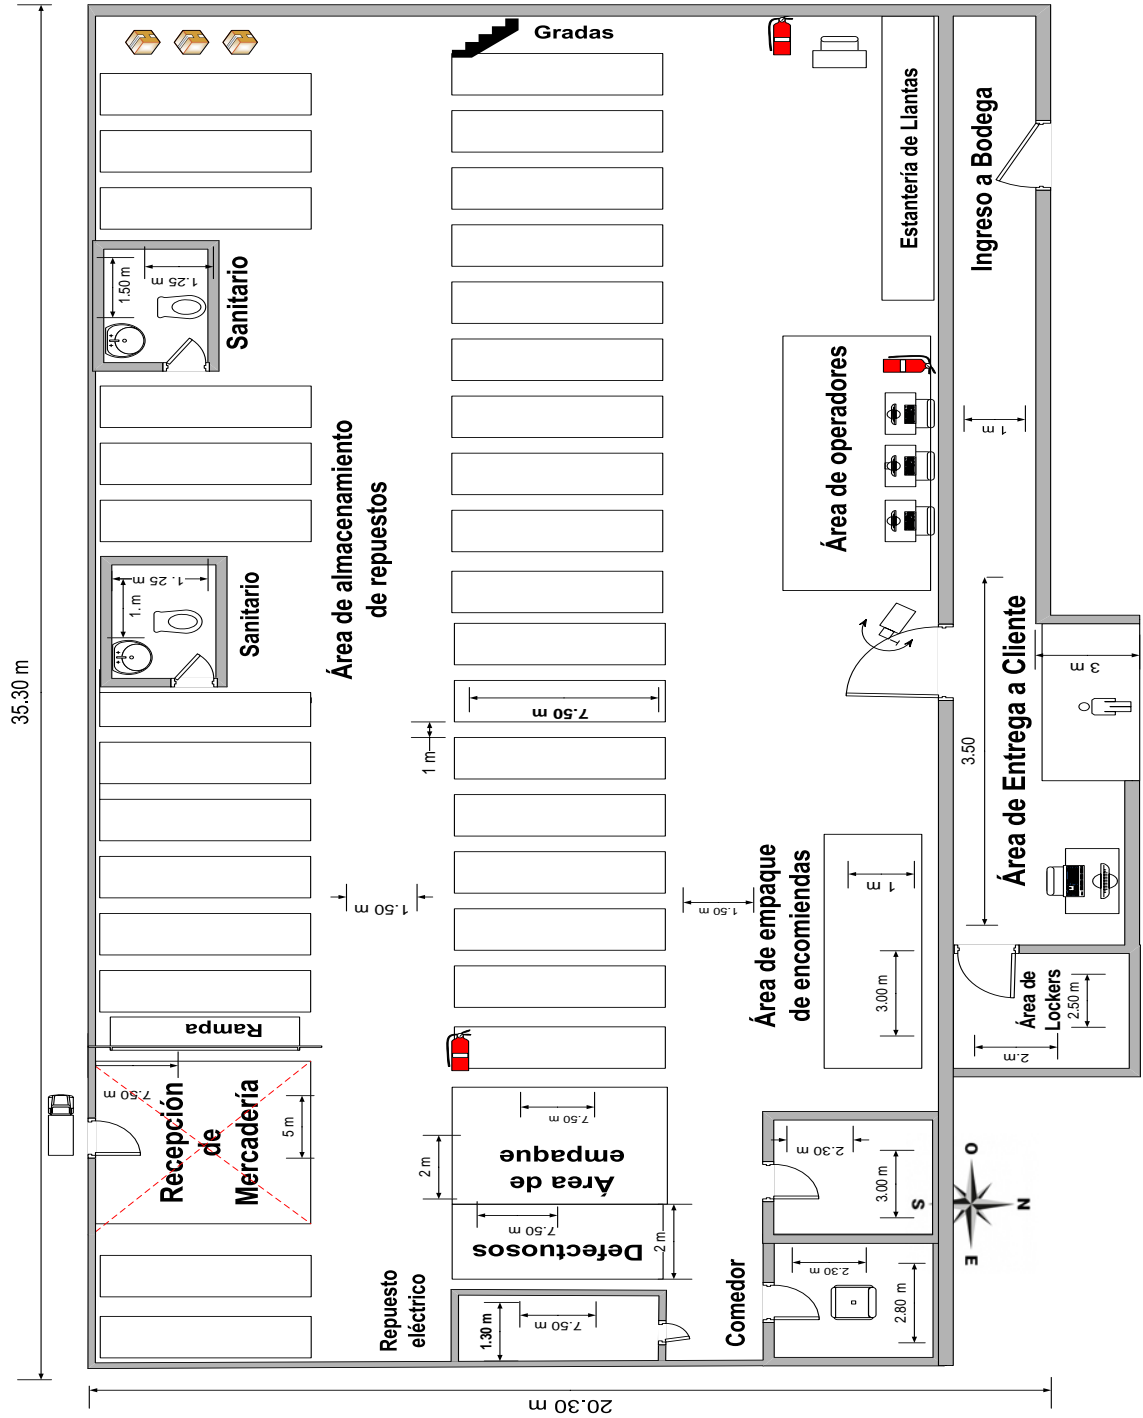 Gradas
Estantería de Llantas
Ingreso a Bodega
1.50 m
1.25 m
Sanitario
Área de operadores
1 m
Área de almacenamiento
de repuestos
1. 25 m
1. m
Sanitario
35.30 m
7.50 m
1 m
3 m
3.50
Área de Entrega a Cliente
1.50 m
1.50 m
Área de empaque
de encomiendas
1 m
3.00 m
Área de
Lockers
2.50 m
2.m
Rampa
7.50 m
Recepción
de
Mercadería
5 m
7.50 m
2 m
Área de
empaque
7.50 m
Defectuosos
2 m
2.30 m
3.00 m
O
S
N
E
Repuesto
eléctrico
1.30 m
7.50 m
Comedor
2.30 m
2.80 m
20.30 m